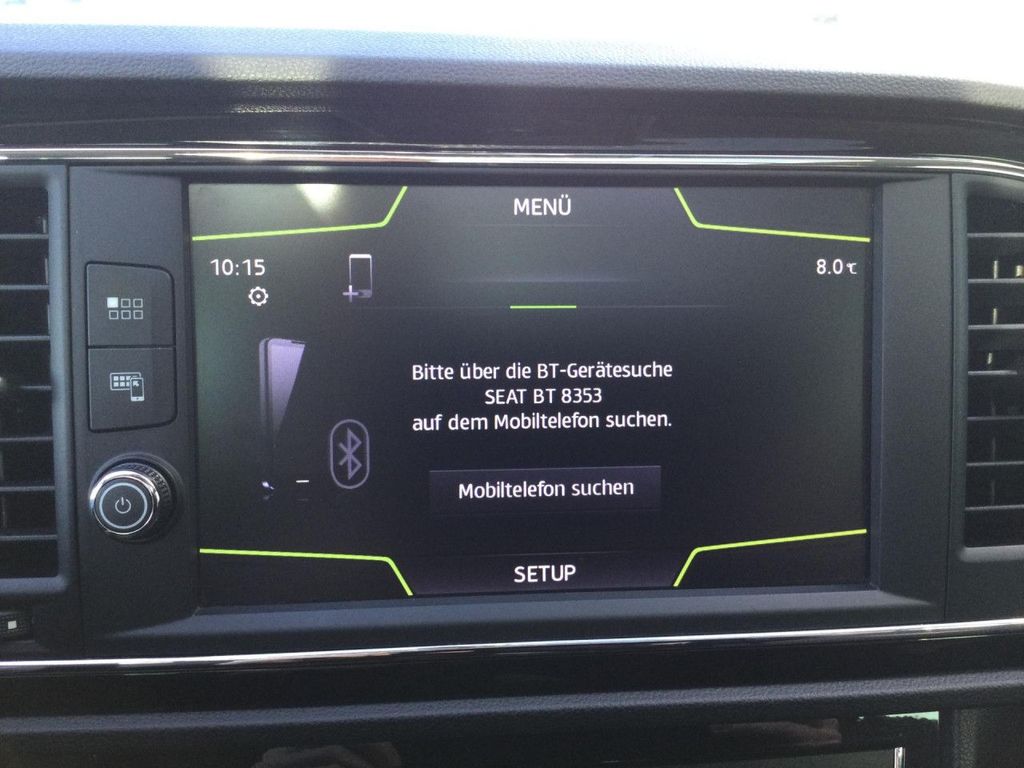 MENÜ
10:15
8.0 °C
Bitte über die BT-Gerätesuche
SEAT BT 8353
auf dem Mobiltelefon suchen.
Mobiltelefon suchen
SETUP